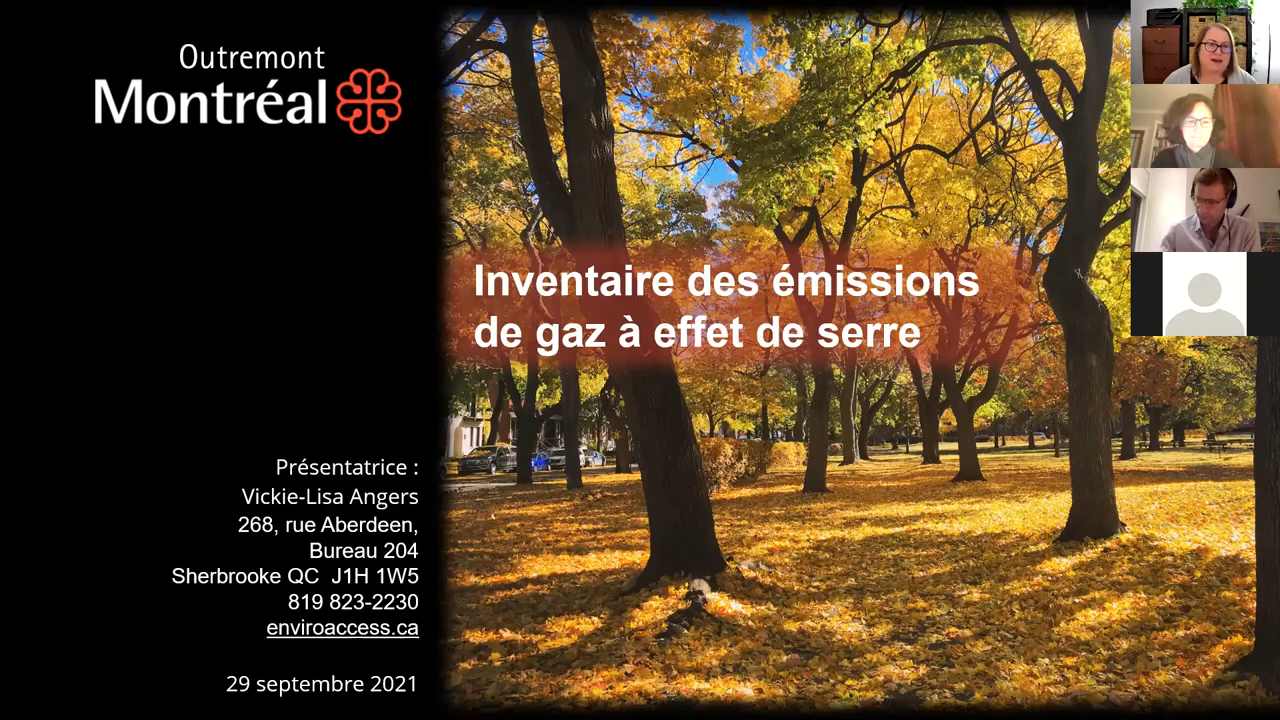 Outremont
Montréal
Inventaire des émissions
de gaz à effet de serre
Présentatrice :
Vickie-Lisa Angers
268, rue Aberdeen,
Bureau 204
Sherbrooke QC  J1H 1W5
819 823-2230
enviroaccess.ca
29 septembre 2021